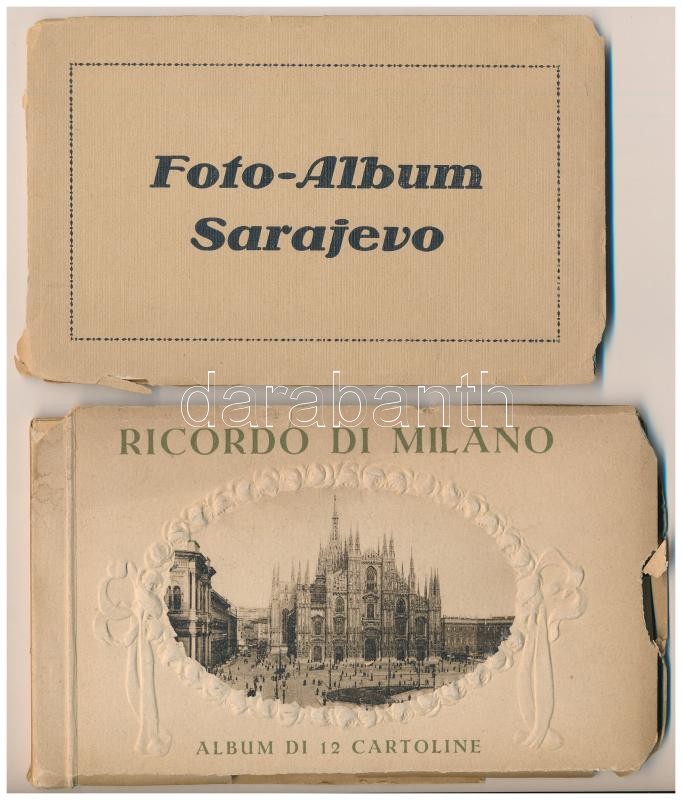 Foto-Album
Sarajevo
darabanth
RICORDO DI MILANO
ALBUM DI 12 CARTOLINE